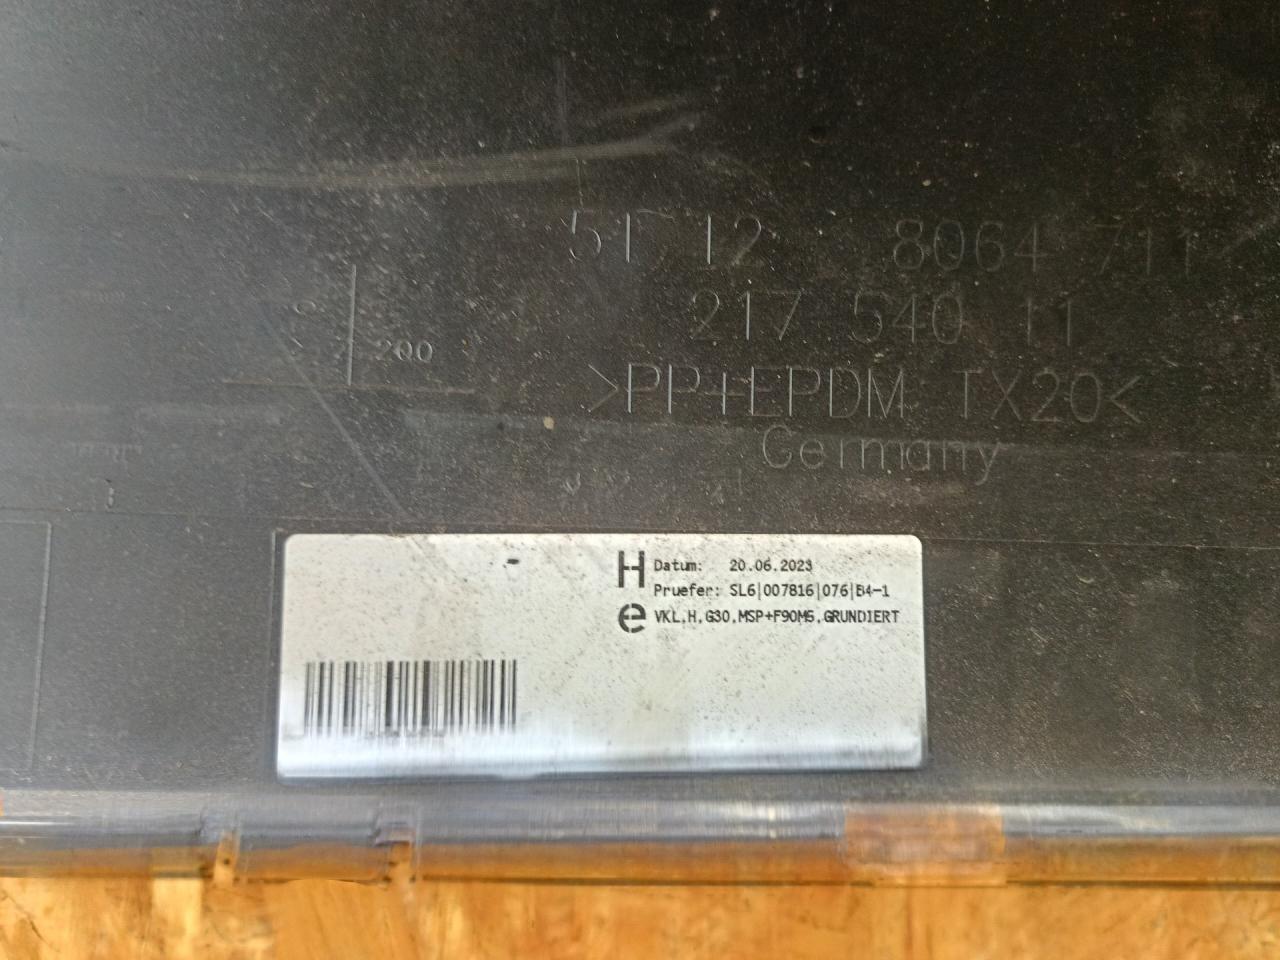 51 12 8064 711
217 540 11
200
>PP+EPDM TX20<
Germany
H Datum: 20.06.2023
Pruefer: SL6|007816|076|B4-1
e VKL,H,G30,MSP+F90M5,GRUNDIERT